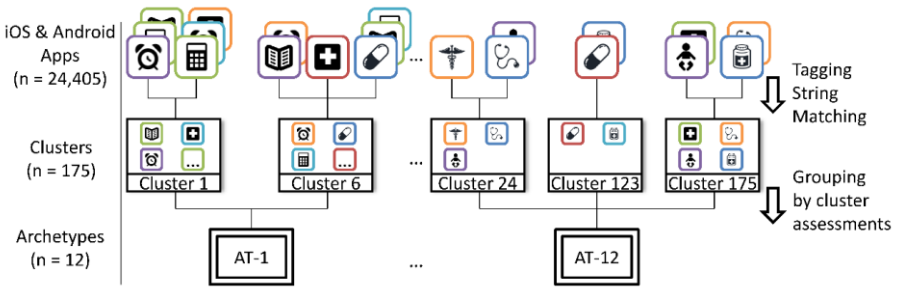 iOS & Android
Apps
(n = 24,405)
...
Tagging
String
Matching
Clusters
(n = 175)
...
Cluster 1
...
Cluster 6
...
Cluster 24
Cluster 123
Cluster 175
Grouping
by cluster
assessments
Archetypes
(n = 12)
AT-1
...
AT-12